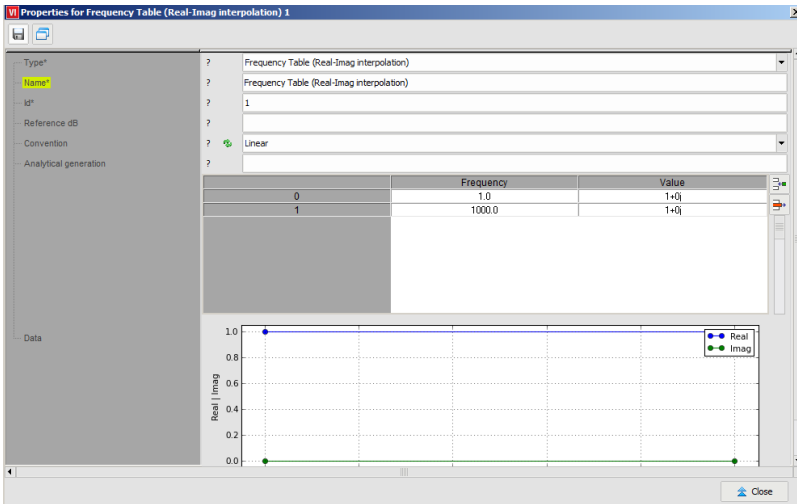 VI Properties for Frequency Table (Real-Imag interpolation) 1
Type* ? Frequency Table (Real-Imag interpolation)
Name* ? Frequency Table (Real-Imag interpolation)
Id* ? 1
Reference dB ?
Convention ? Linear
Analytical generation ?
Frequency Value
0 1.0 1+0j
1 1000.0 1+0j
Data
Real | Imag
1.0
0.8
0.6
0.4
0.2
0.0
Real
Imag
Close